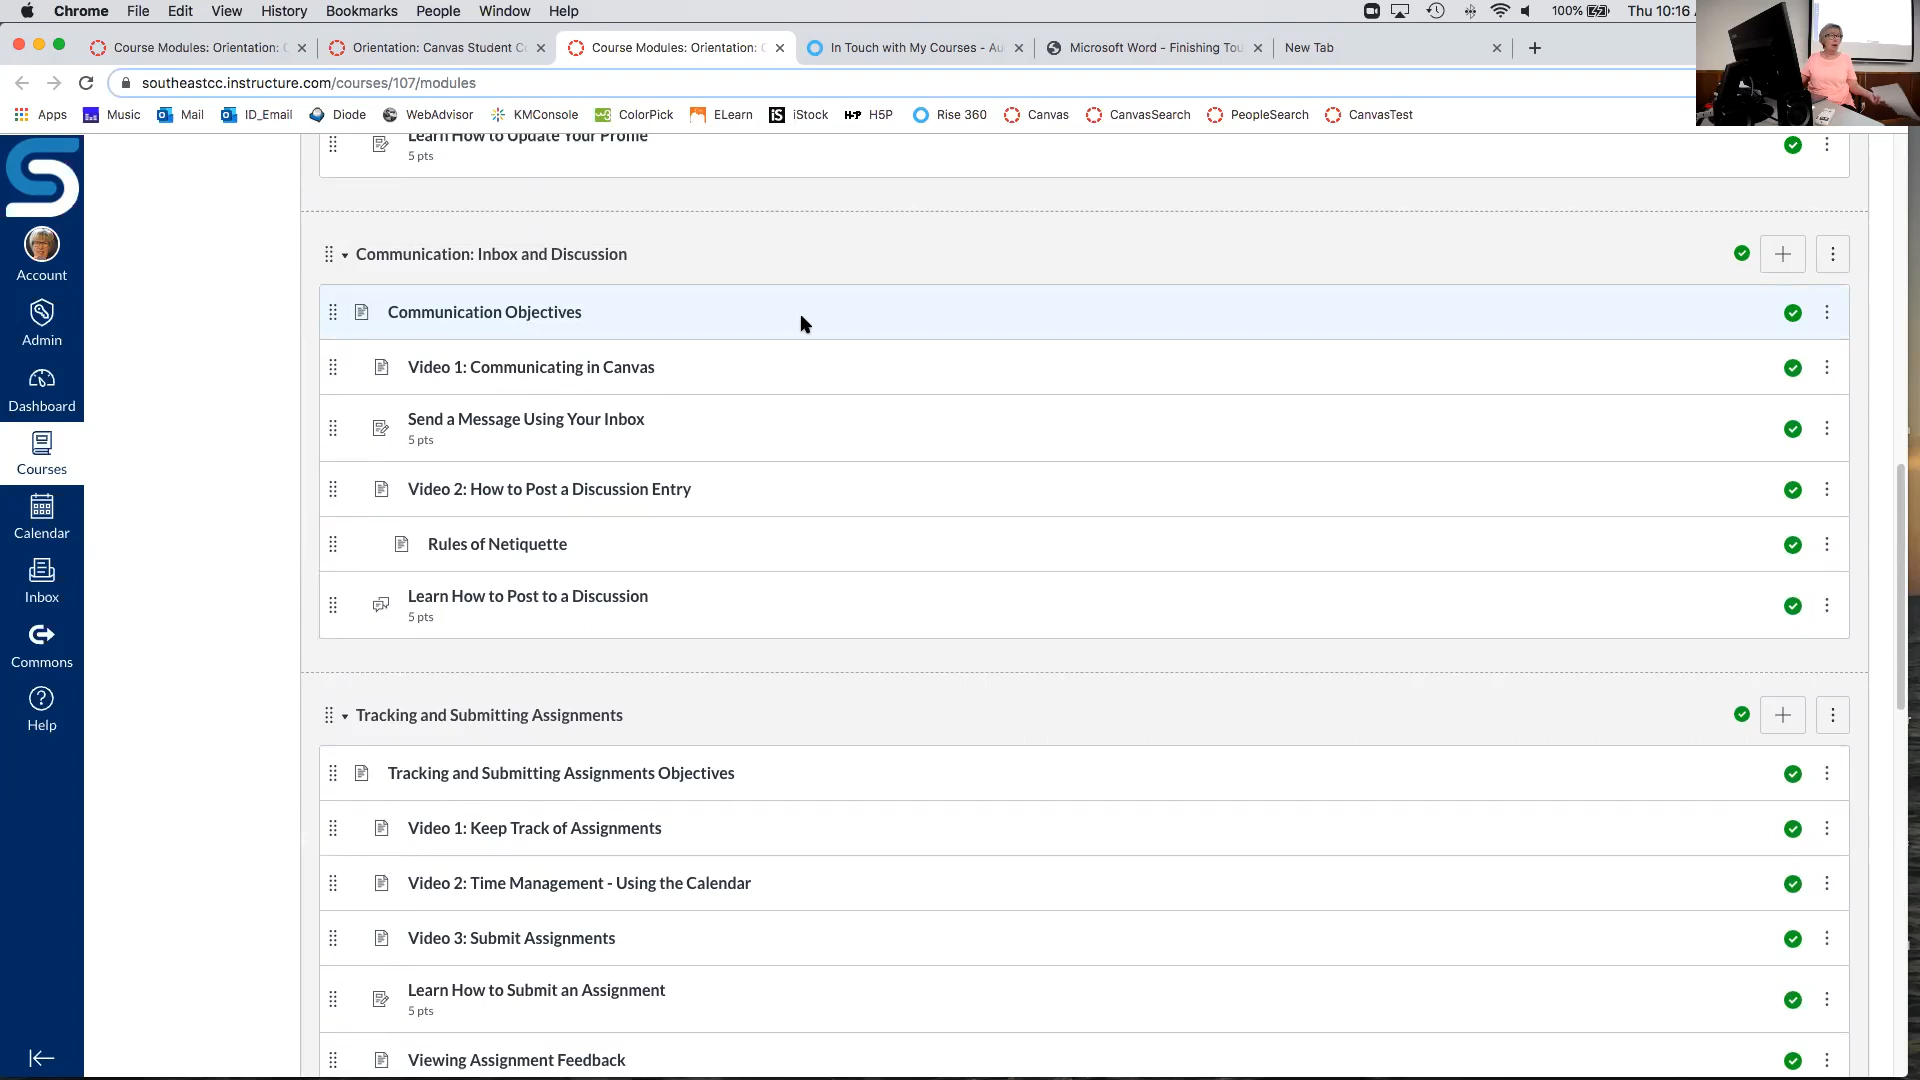 Chrome File Edit View History Bookmarks People Window Help 100% Thu 10:16
Course Modules: Orientation: Orientation: Canvas Student Course Modules: Orientation: In Touch with My Courses - Microsoft Word - Finishing New Tab
southeastcc.instructure.com/courses/107/modules
Apps Music Mail ID_Email Diode WebAdvisor KMConsole ColorPick ELearn iStock H5P Rise 360 Canvas CanvasSearch PeopleSearch CanvasTest
Learn How to Update Your Profile
5 pts
Communication: Inbox and Discussion
Communication Objectives
Video 1: Communicating in Canvas
Send a Message Using Your Inbox
5 pts
Video 2: How to Post a Discussion Entry
Rules of Netiquette
Learn How to Post to a Discussion
5 pts
Tracking and Submitting Assignments
Tracking and Submitting Assignments Objectives
Video 1: Keep Track of Assignments
Video 2: Time Management - Using the Calendar
Video 3: Submit Assignments
Learn How to Submit an Assignment
5 pts
Viewing Assignment Feedback
Account
Admin
Dashboard
Courses
Calendar
Inbox
Commons
Help